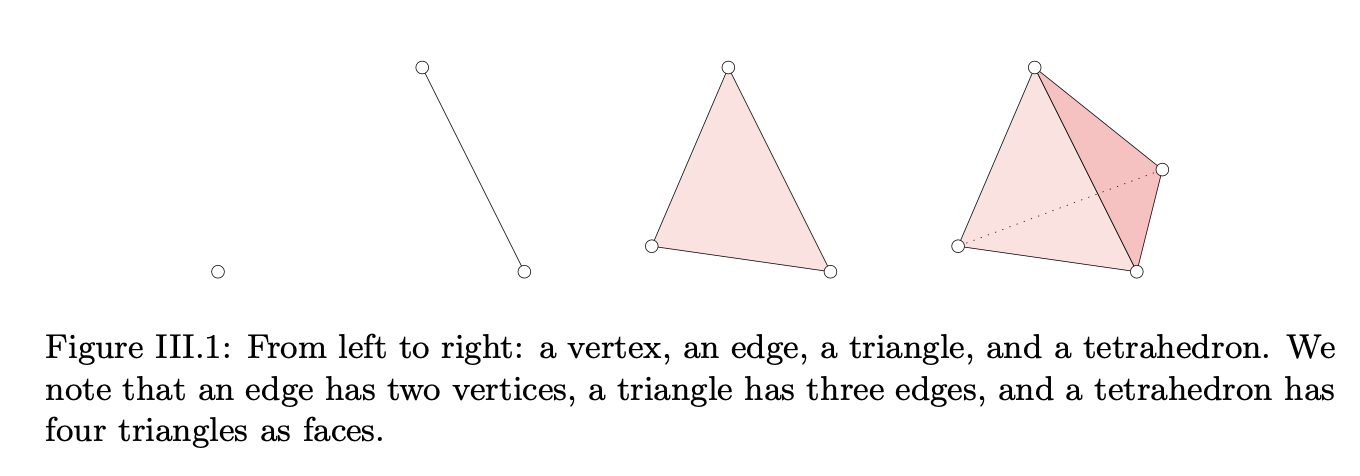 Figure III.1: From left to right: a vertex, an edge, a triangle, and a tetrahedron. We
note that an edge has two vertices, a triangle has three edges, and a tetrahedron has
four triangles as faces.